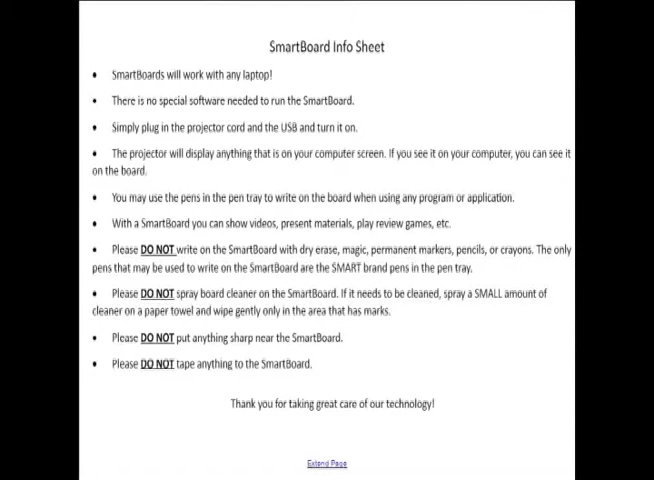 SmartBoard Info Sheet
• SmartBoards will work with any laptop!
• There is no special software needed to run the SmartBoard.
• Simply plug in the projector cord and the USB and turn it on.
• The projector will display anything that is on your computer screen. If you see it on your computer, you can see it
on the board.
• You may use the pens in the pen tray to write on the board when using any program or application.
• With a SmartBoard you can show videos, present materials, play review games, etc.
• Please DO NOT write on the SmartBoard with dry erase, magic, permanent markers, pencils, or crayons. The only
pens that may be used to write on the SmartBoard are the SMART brand pens in the pen tray.
• Please DO NOT spray board cleaner on the SmartBoard. If it needs to be cleaned, spray a SMALL amount of
cleaner on a paper towel and wipe gently only in the area that has marks.
• Please DO NOT put anything sharp near the SmartBoard.
• Please DO NOT tape anything to the SmartBoard.
Thank you for taking great care of our technology!
Extend Page